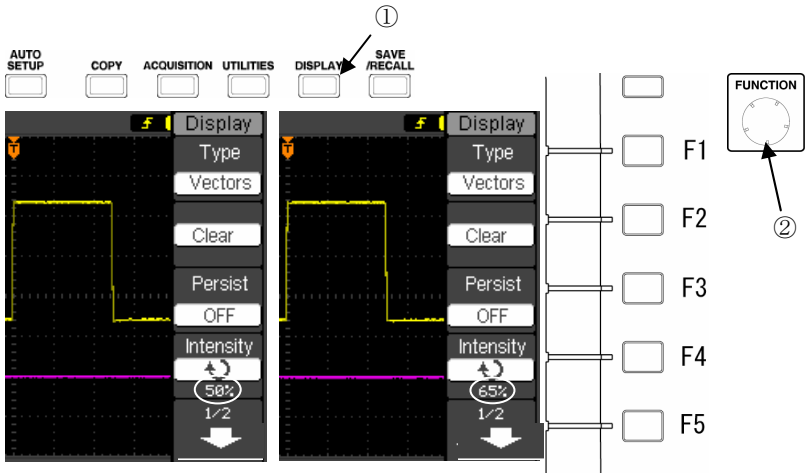 ①
AUTO SETUP
COPY
ACQUISITION
UTILITIES
DISPLAY
SAVE /RECALL
FUNCTION
②
T
Display
Type
Vectors
Clear
Persist
OFF
Intensity
50%
1/2
T
Display
Type
Vectors
Clear
Persist
OFF
Intensity
65%
1/2
F1
F2
F3
F4
F5